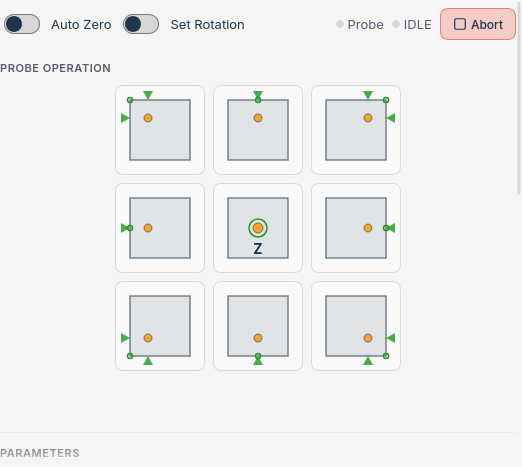 Auto Zero Set Rotation Probe IDLE Abort
PROBE OPERATION
Z
PARAMETERS